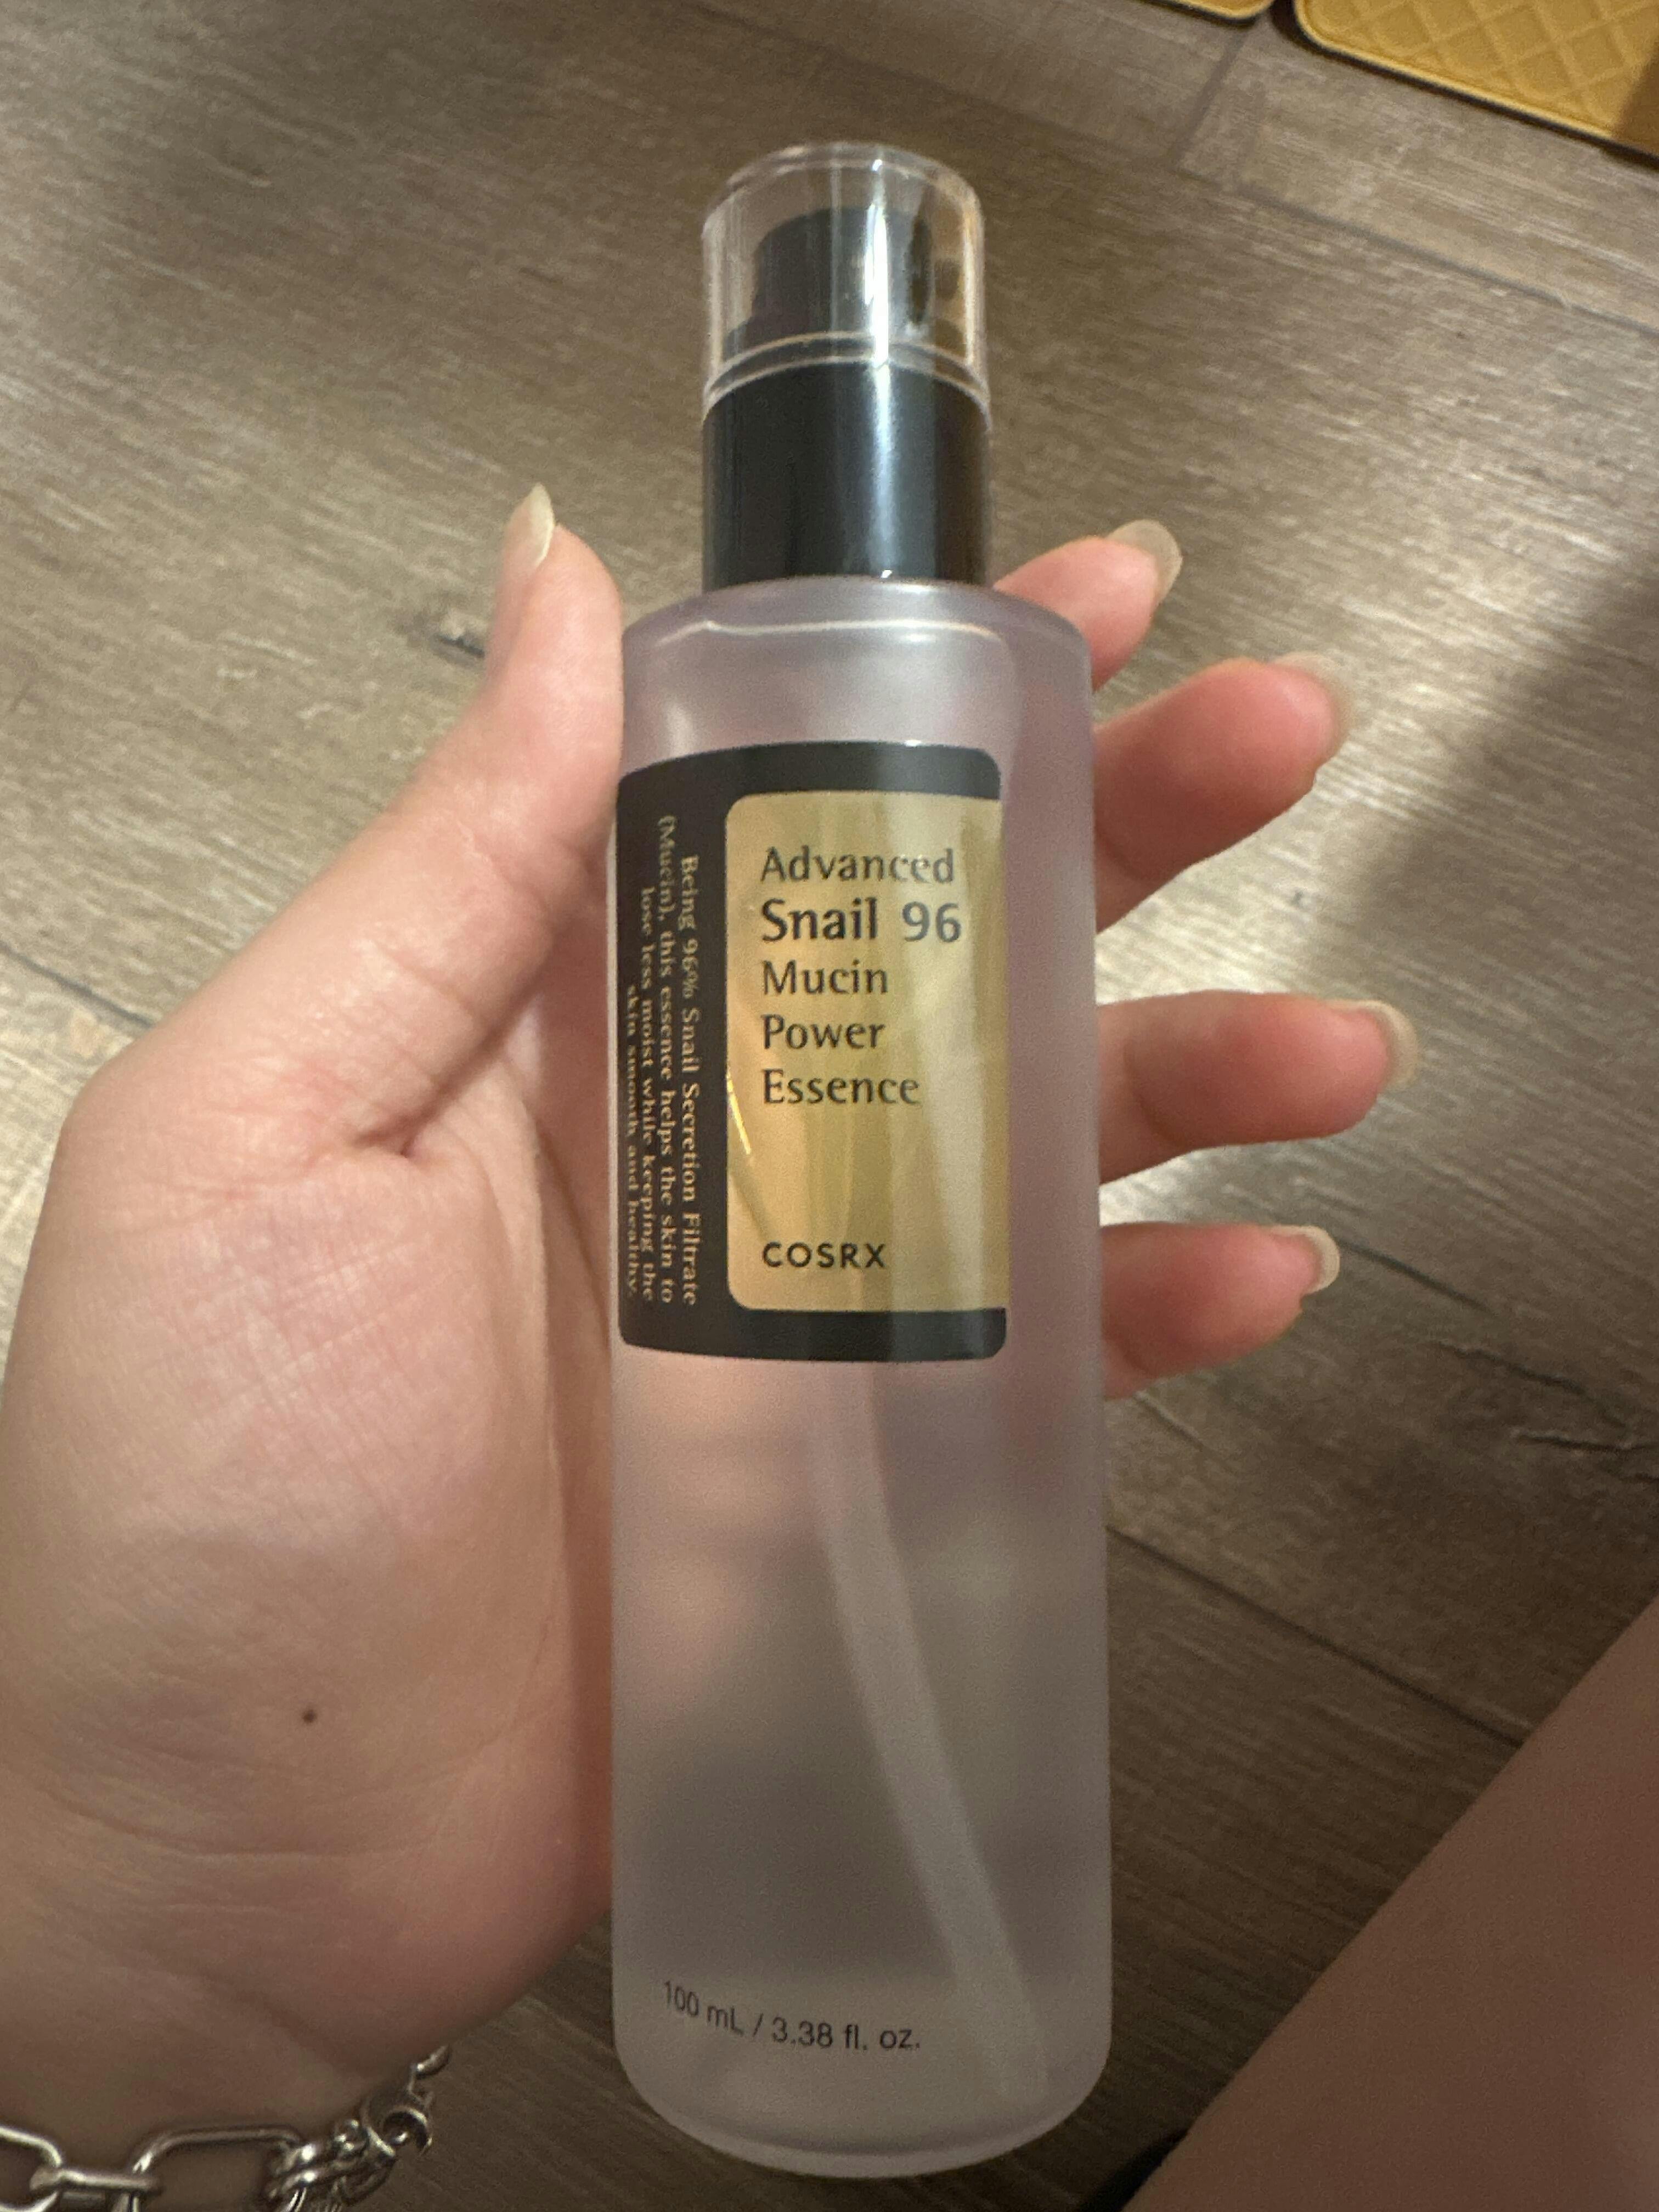 Advanced
Snail 96
Mucin
Power
Essence
COSRX
Being 96% Snail Secretion Filtrate
(Mucin), this essence helps the skin to
lose less moist while keeping the
skin smooth and healthy.
100 mL / 3.38 fl. oz.